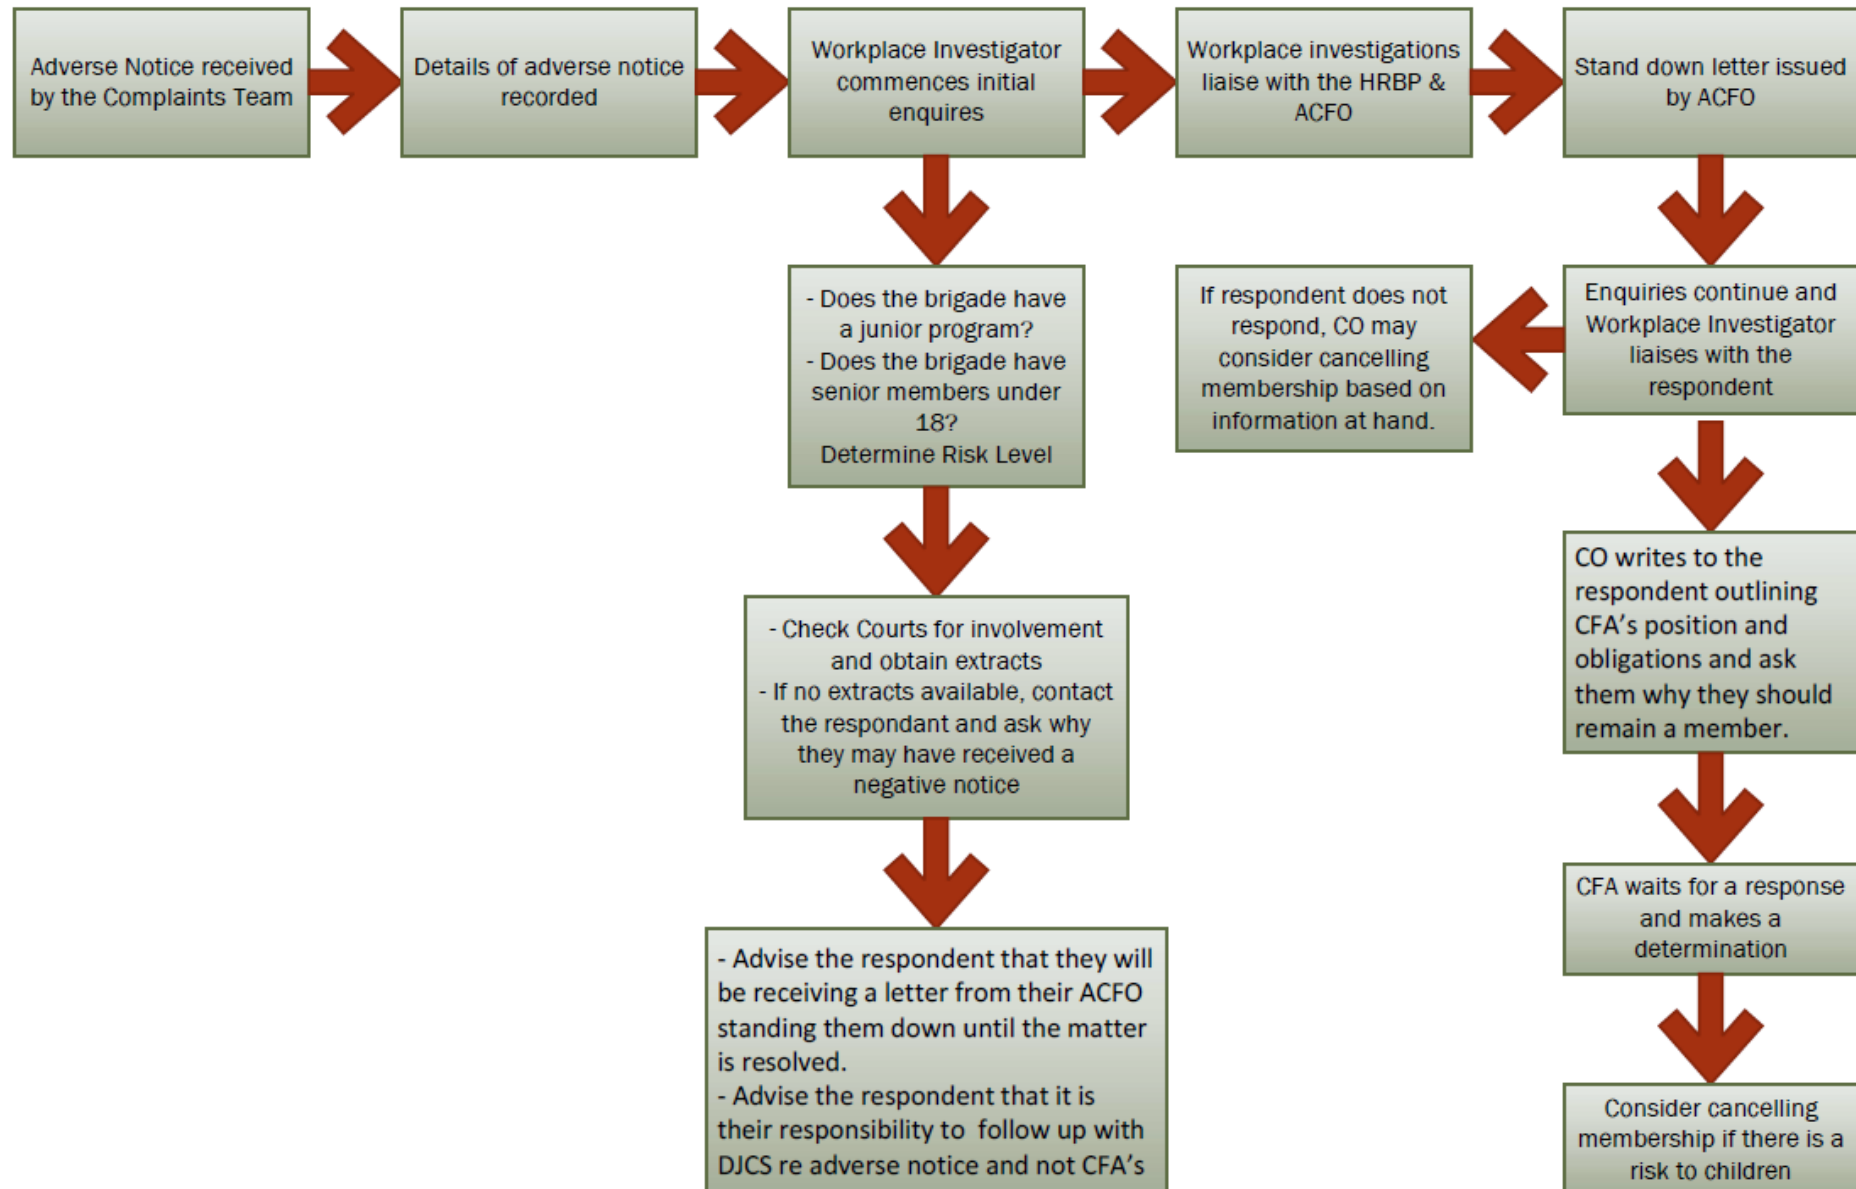 Adverse Notice received
by the Complaints Team
Details of adverse notice
recorded
Workplace Investigator
commences initial
enquires
Workplace investigations
liaise with the HRBP &
ACFO
Stand down letter issued
by ACFO
- Does the brigade have
a junior program?
- Does the brigade have
senior members under
18?
Determine Risk Level
If respondent does not
respond, CO may
consider cancelling
membership based on
information at hand.
Enquiries continue and
Workplace Investigator
liaises with the
respondent
- Check Courts for involvement
and obtain extracts
- If no extracts available, contact
the respondant and ask why
they may have received a
negative notice
CO writes to the
respondent outlining
CFA's position and
obligations and ask
them why they should
remain a member.
- Advise the respondent that they will
be receiving a letter from their ACFO
standing them down until the matter
is resolved.
- Advise the respondent that it is
their responsibility to  follow up with
DJCS re adverse notice and not CFA's
CFA waits for a response
and makes a
determination
Consider cancelling
membership if there is a
risk to children